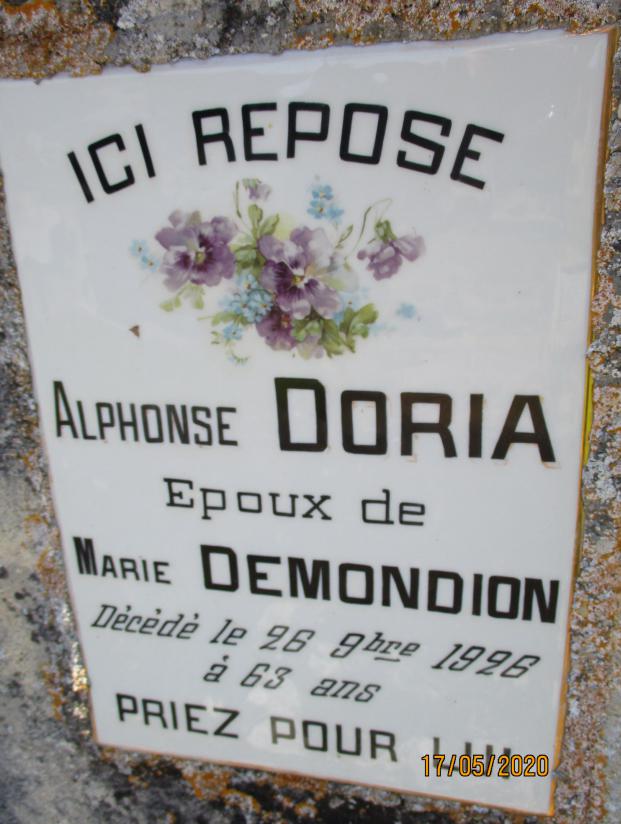 ICI REPOSE
ALPHONSE DORIA
Epoux de
MARIE DEMONDION
Décédé le 26 9bre 1926
à 63 ans
PRIEZ POUR LUI
17/05/2020